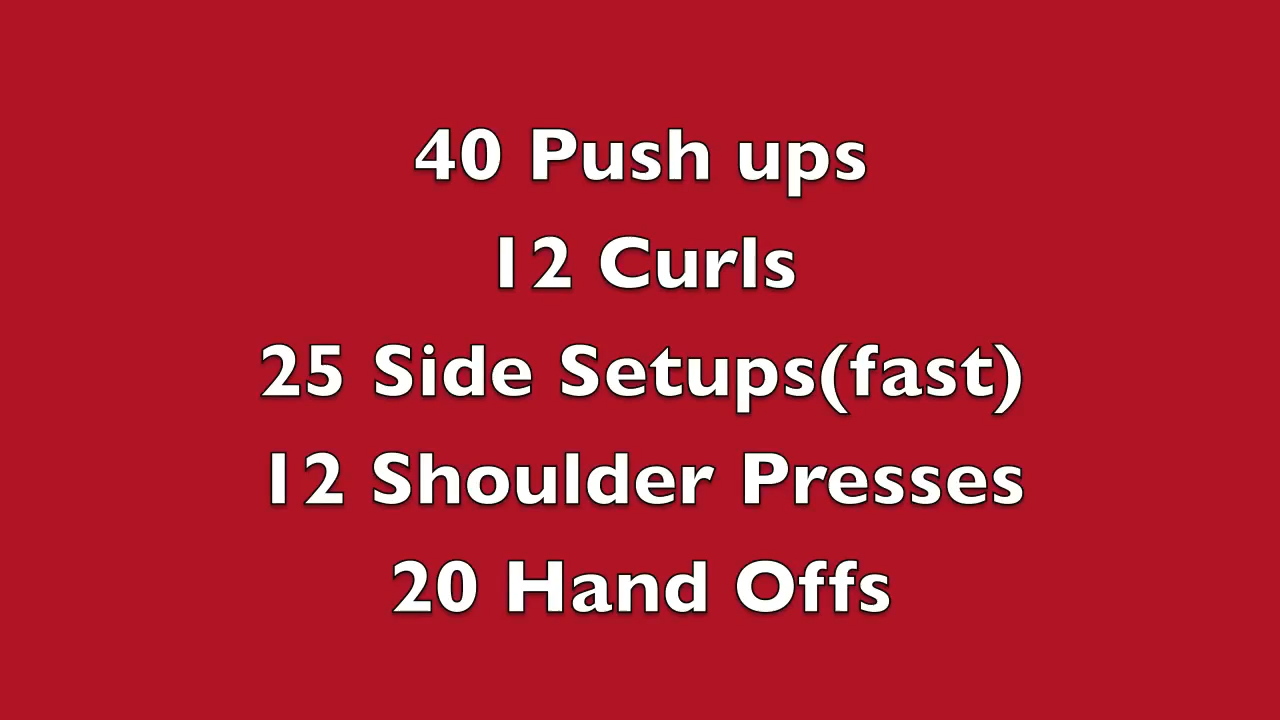 40 Push ups
12 Curls
25 Side Setups(fast)
12 Shoulder Presses
20 Hand Offs